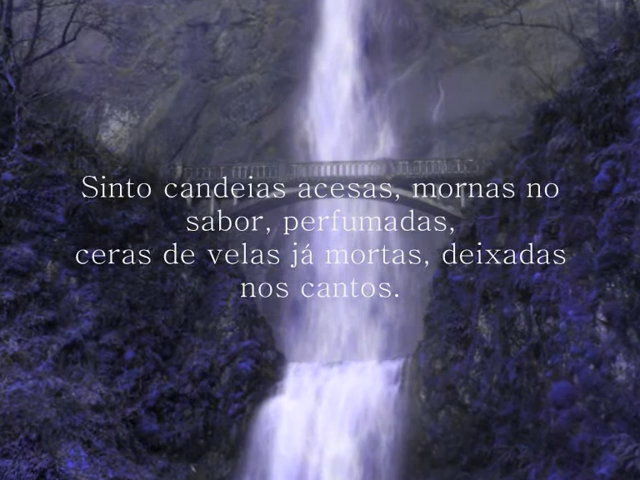 Sinto candeias acesas, mornas no
sabor, perfumadas,
ceras de velas já mortas, deixadas
nos cantos.